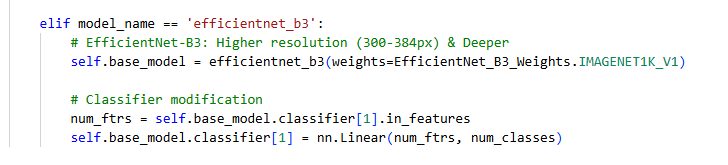 elif model_name == 'efficientnet_b3':
    # EfficientNet-B3: Higher resolution (300-384px) & Deeper
    self.base_model = efficientnet_b3(weights=EfficientNet_B3_Weights.IMAGENET1K_V1)

    # Classifier modification
    num_ftrs = self.base_model.classifier[1].in_features
    self.base_model.classifier[1] = nn.Linear(num_ftrs, num_classes)